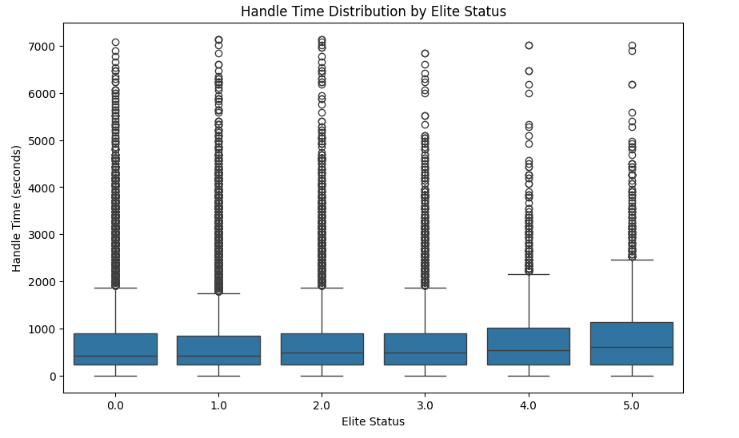 Handle Time Distribution by Elite Status
Handle Time (seconds)
7000
6000
5000
4000
3000
2000
1000
0
0.0 1.0 2.0 3.0 4.0 5.0
Elite Status